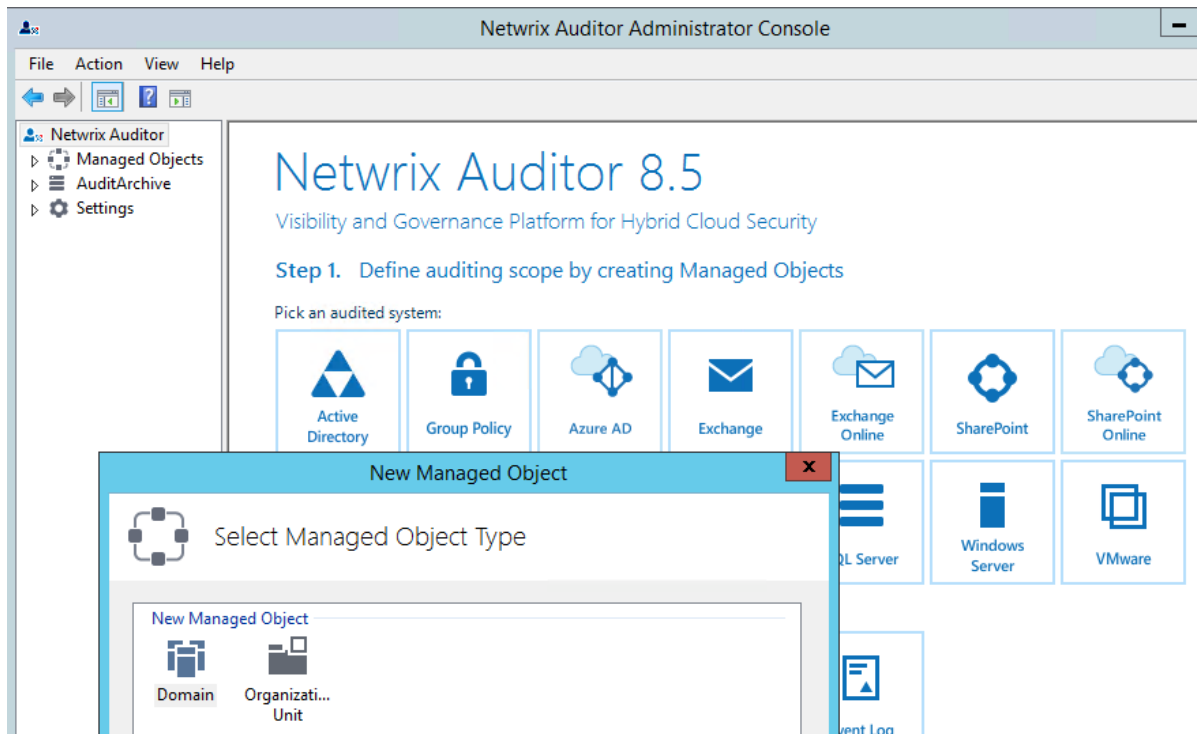 Netwrix Auditor Administrator Console
File Action View Help
Netwrix Auditor
Managed Objects
AuditArchive
Settings
Netwrix Auditor 8.5
Visibility and Governance Platform for Hybrid Cloud Security
Step 1. Define auditing scope by creating Managed Objects
Pick an audited system:
Active
Directory
Group Policy
Azure AD
Exchange
Exchange
Online
SharePoint
SharePoint
Online
QL Server
Windows
Server
VMware
vent Log
New Managed Object
x
Select Managed Object Type
New Managed Object
Domain
Organizati...
Unit